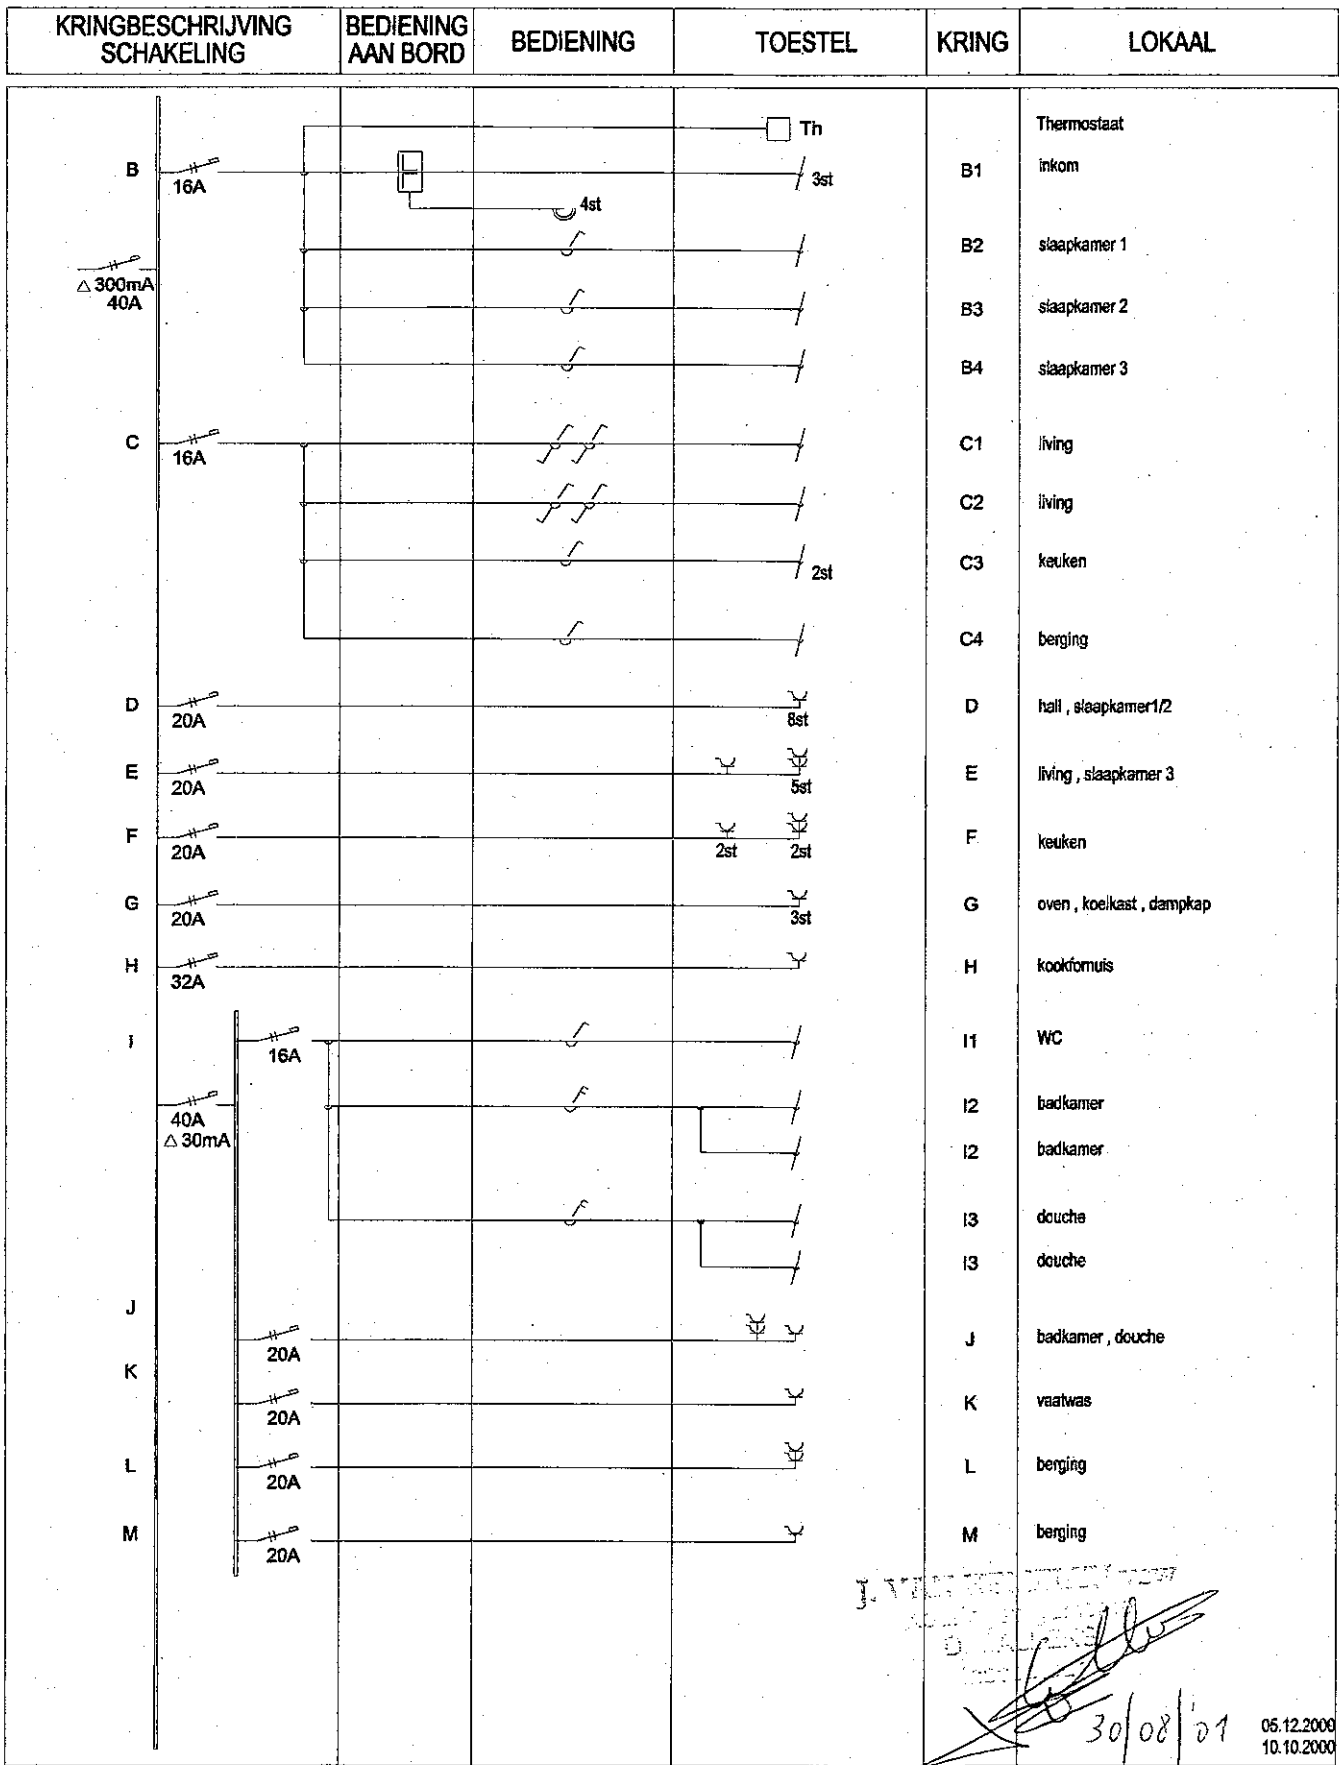 KRINGBESCHRIJVING SCHAKELING
BEDIENING AAN BORD
BEDIENING
TOESTEL
KRING
LOKAAL
Th Thermostaat
B 16A 3st B1 inkom
4st
B2 slaapkamer 1
△ 300mA
40A
B3 slaapkamer 2
B4 slaapkamer 3
C 16A C1 living
C2 living
2st C3 keuken
C4 berging
D 20A 8st D hall , slaapkamer1/2
E 20A 5st E living , slaapkamer 3
F 20A 2st 2st F keuken
G 20A 3st G oven , koelkast , dampkap
H 32A H kookfornuis
I 16A I1 WC
40A
△ 30mA
I2 badkamer
I2 badkamer
I3 douche
I3 douche
J 20A J badkamer , douche
K 20A K vaatwas
L 20A L berging
M 20A M berging
30/08/'01
05.12.2000
10.10.2000